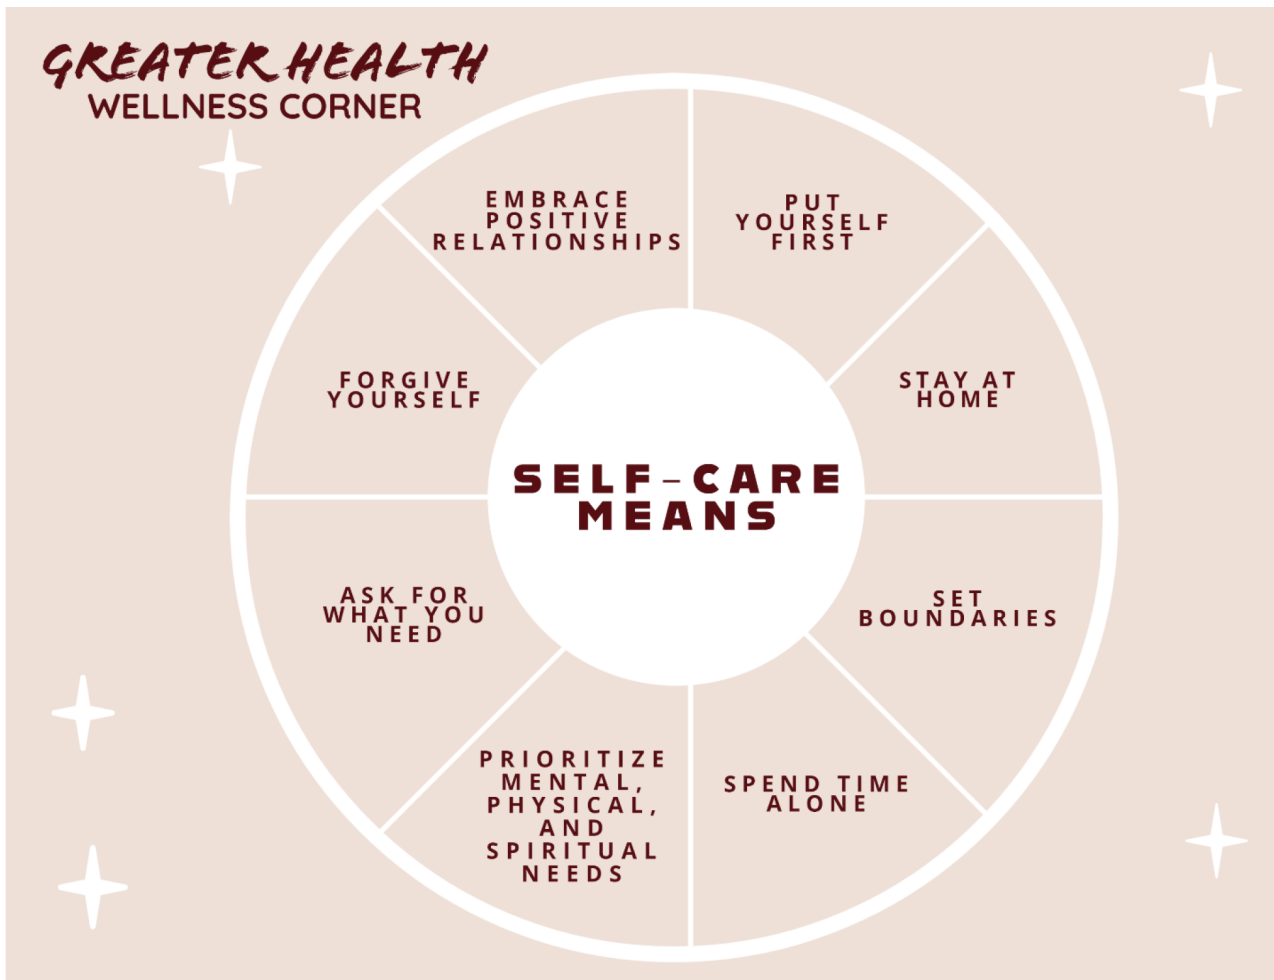 GREATER HEALTH
WELLNESS CORNER
EMBRACE
POSITIVE
RELATIONSHIPS
PUT
YOURSELF
FIRST
FORGIVE
YOURSELF
STAY AT
HOME
SELF-CARE
MEANS
ASK FOR
WHAT YOU
NEED
SET
BOUNDARIES
PRIORITIZE
MENTAL,
PHYSICAL,
AND
SPIRITUAL
NEEDS
SPEND TIME
ALONE